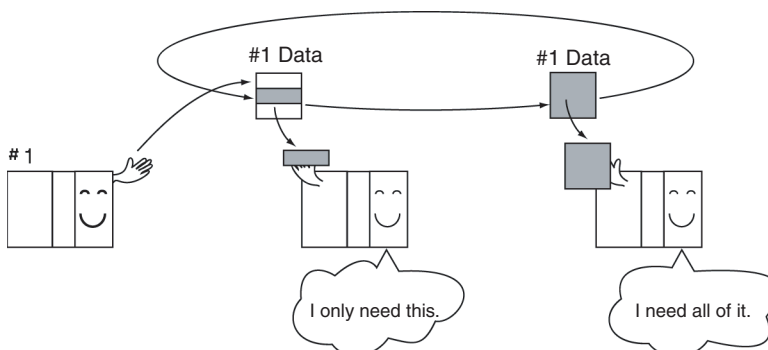 #1 Data
#1 Data
# 1
I only need this.
I need all of it.